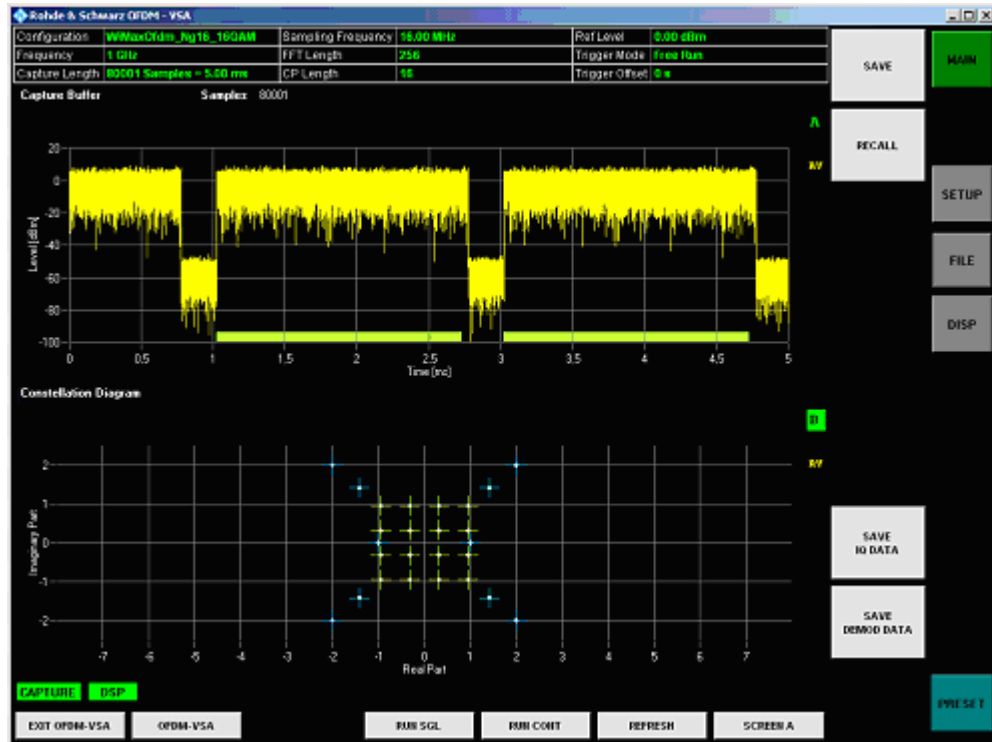 Rohde & Schwarz OFDM - VSA
Configuration WiMaxOfdm_Ng16_16QAM Sampling Frequency 16.00 MHz Ref Level 0.00 dBm
Frequency 1 GHz FFT Length 256 Trigger Mode Free Run
Capture Length 80001 Samples = 5.00 ms CP Length 16 Trigger Offset 0 s
SAVE
MAIN
Capture Buffer Samples 80001
A
RECALL
20
0
-20
-40
-60
-80
-100
Level [dBm]
SETUP
FILE
DISP
0 0.5 1 1.5 2 2.5 3 3.5 4 4.5 5
Time [ms]
Constellation Diagram
B
2
1
0
-1
-2
Imaginary Part
-7 -6 -5 -4 -3 -2 -1 0 1 2 3 4 5 6 7
Real Part
SAVE
IQ DATA
SAVE
DEMOD DATA
CAPTURE DSP
PRESET
EXIT OFDM-VSA OFDM-VSA RUN SGL RUN CONT REFRESH SCREEN A